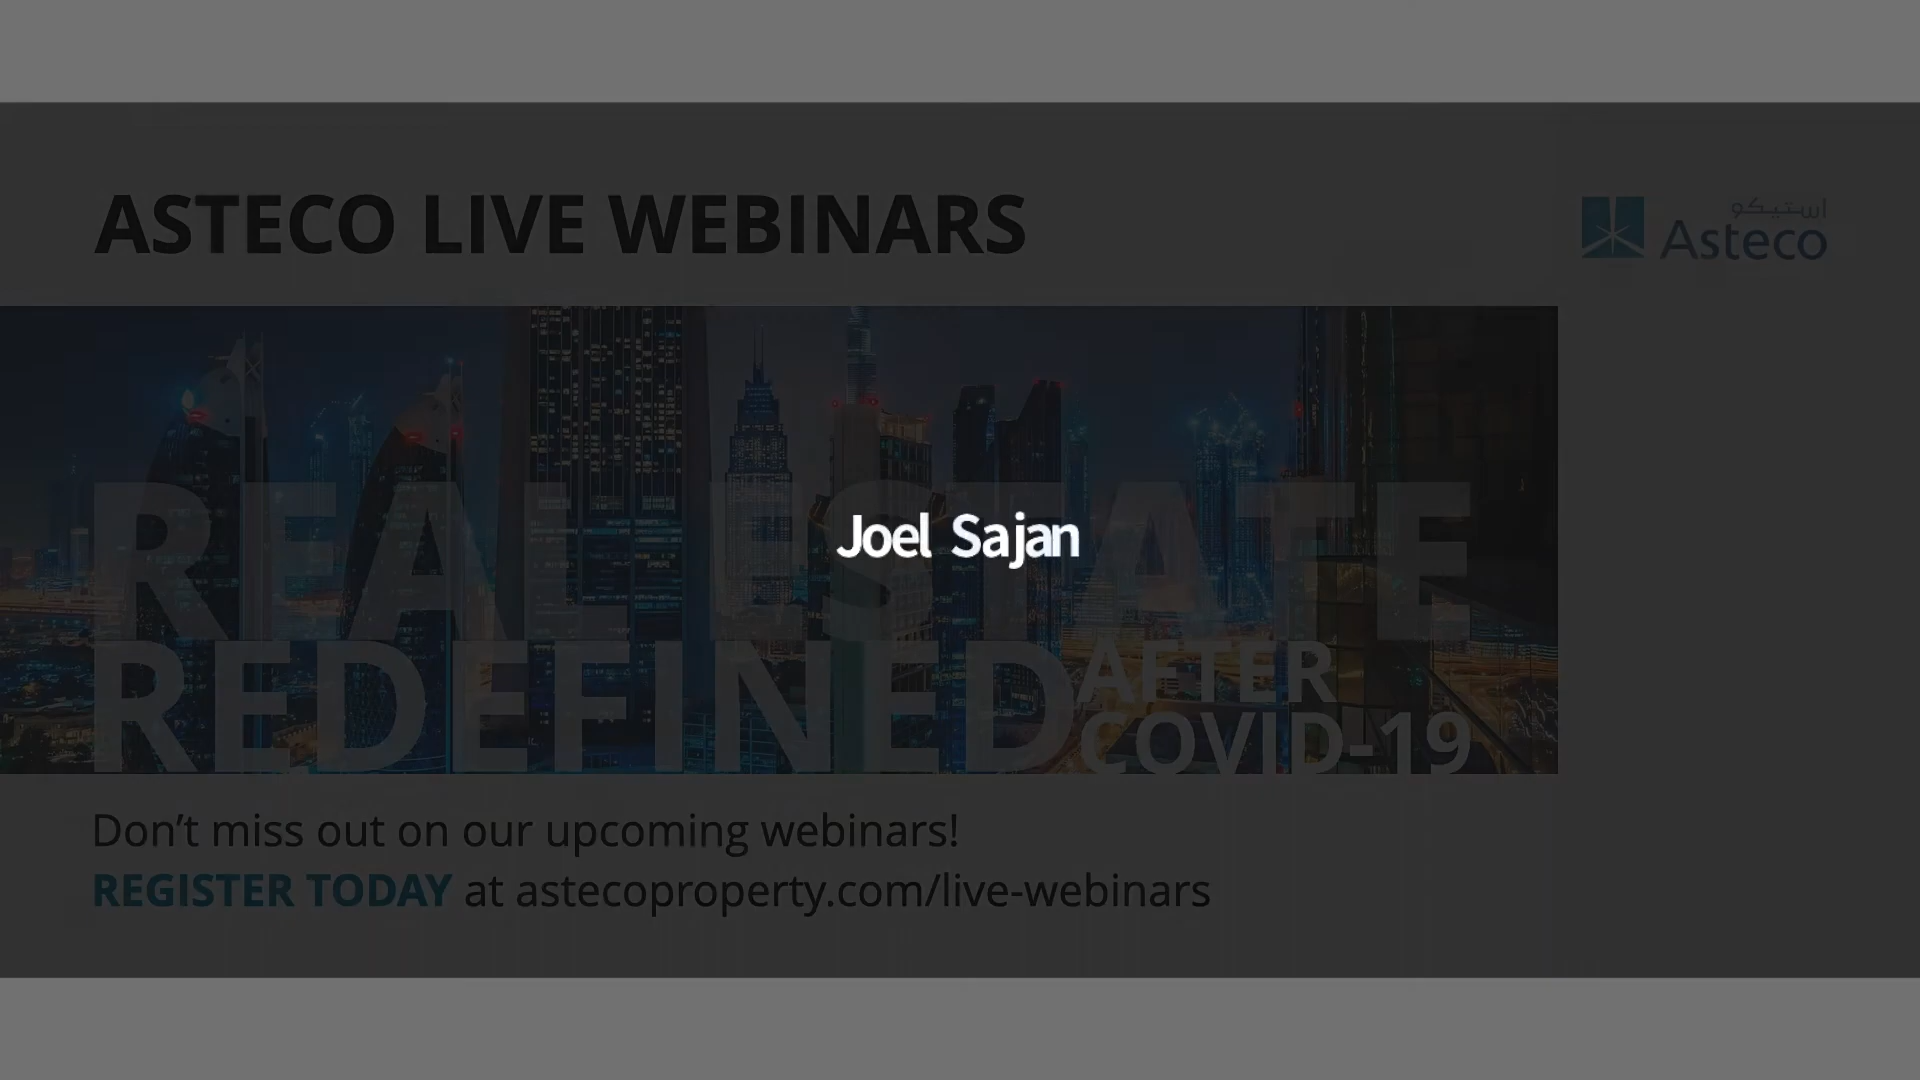 ASTECO LIVE WEBINARS
استيكو
Asteco
REAL ESTATE
Joel Sajan
REDEFINED AFTER
COVID-19
Don’t miss out on our upcoming webinars!
REGISTER TODAY at astecoproperty.com/live-webinars